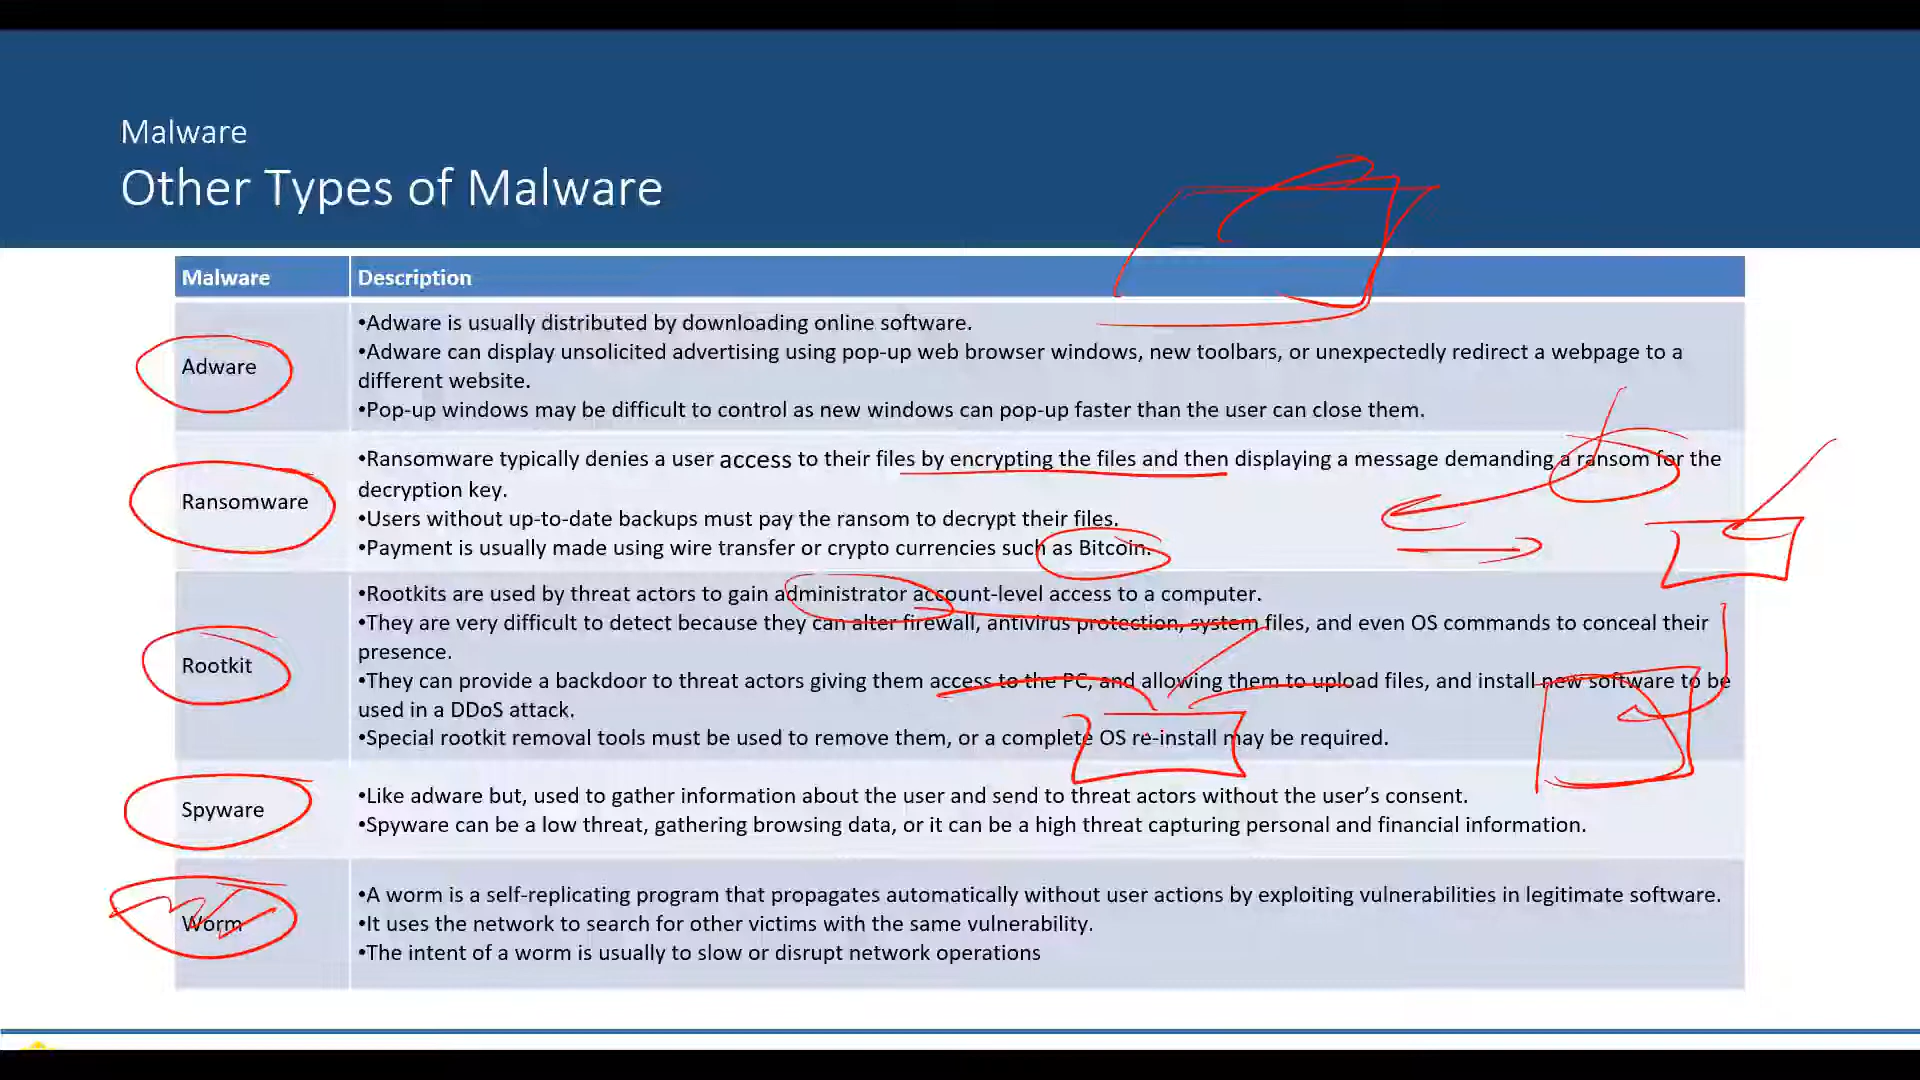 Malware
Other Types of Malware
Malware Description
Adware
•Adware is usually distributed by downloading online software.
•Adware can display unsolicited advertising using pop-up web browser windows, new toolbars, or unexpectedly redirect a webpage to a
different website.
•Pop-up windows may be difficult to control as new windows can pop-up faster than the user can close them.
Ransomware
•Ransomware typically denies a user access to their files by encrypting the files and then displaying a message demanding a ransom for the
decryption key.
•Users without up-to-date backups must pay the ransom to decrypt their files.
•Payment is usually made using wire transfer or crypto currencies such as Bitcoin.
Rootkit
•Rootkits are used by threat actors to gain administrator account-level access to a computer.
•They are very difficult to detect because they can alter firewall, antivirus protection, system files, and even OS commands to conceal their
presence.
•They can provide a backdoor to threat actors giving them access to the PC, and allowing them to upload files, and install new software to be
used in a DDoS attack.
•Special rootkit removal tools must be used to remove them, or a complete OS re-install may be required.
Spyware
•Like adware but, used to gather information about the user and send to threat actors without the user's consent.
•Spyware can be a low threat, gathering browsing data, or it can be a high threat capturing personal and financial information.
Worm
•A worm is a self-replicating program that propagates automatically without user actions by exploiting vulnerabilities in legitimate software.
•It uses the network to search for other victims with the same vulnerability.
•The intent of a worm is usually to slow or disrupt network operations